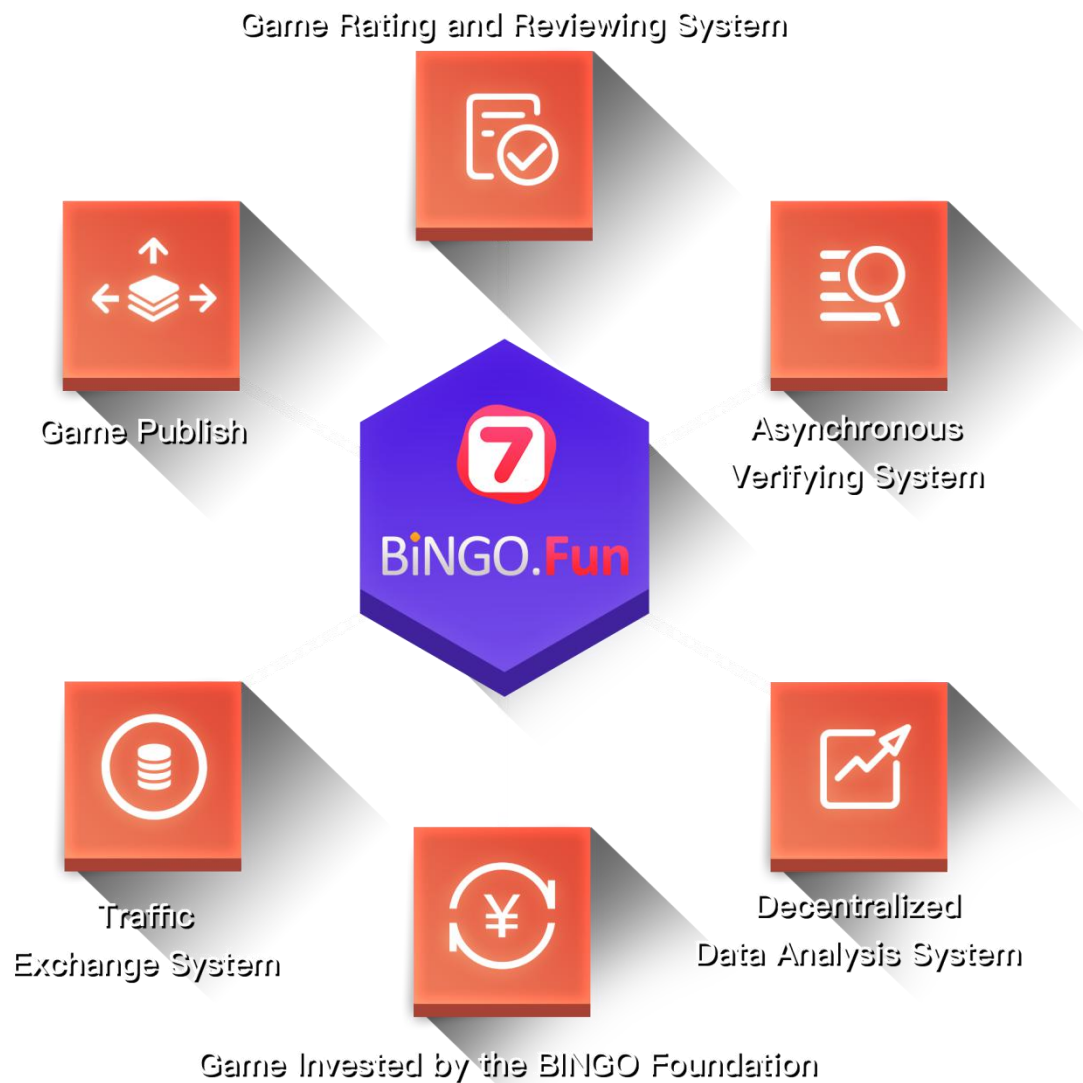 Game Rating and Reviewing System
Game Publish
Asynchronous
Verifying System
7
BiNGO.Fun
Traffic
Exchange System
¥
Decentralized
Data Analysis System
Game Invested by the BINGO Foundation